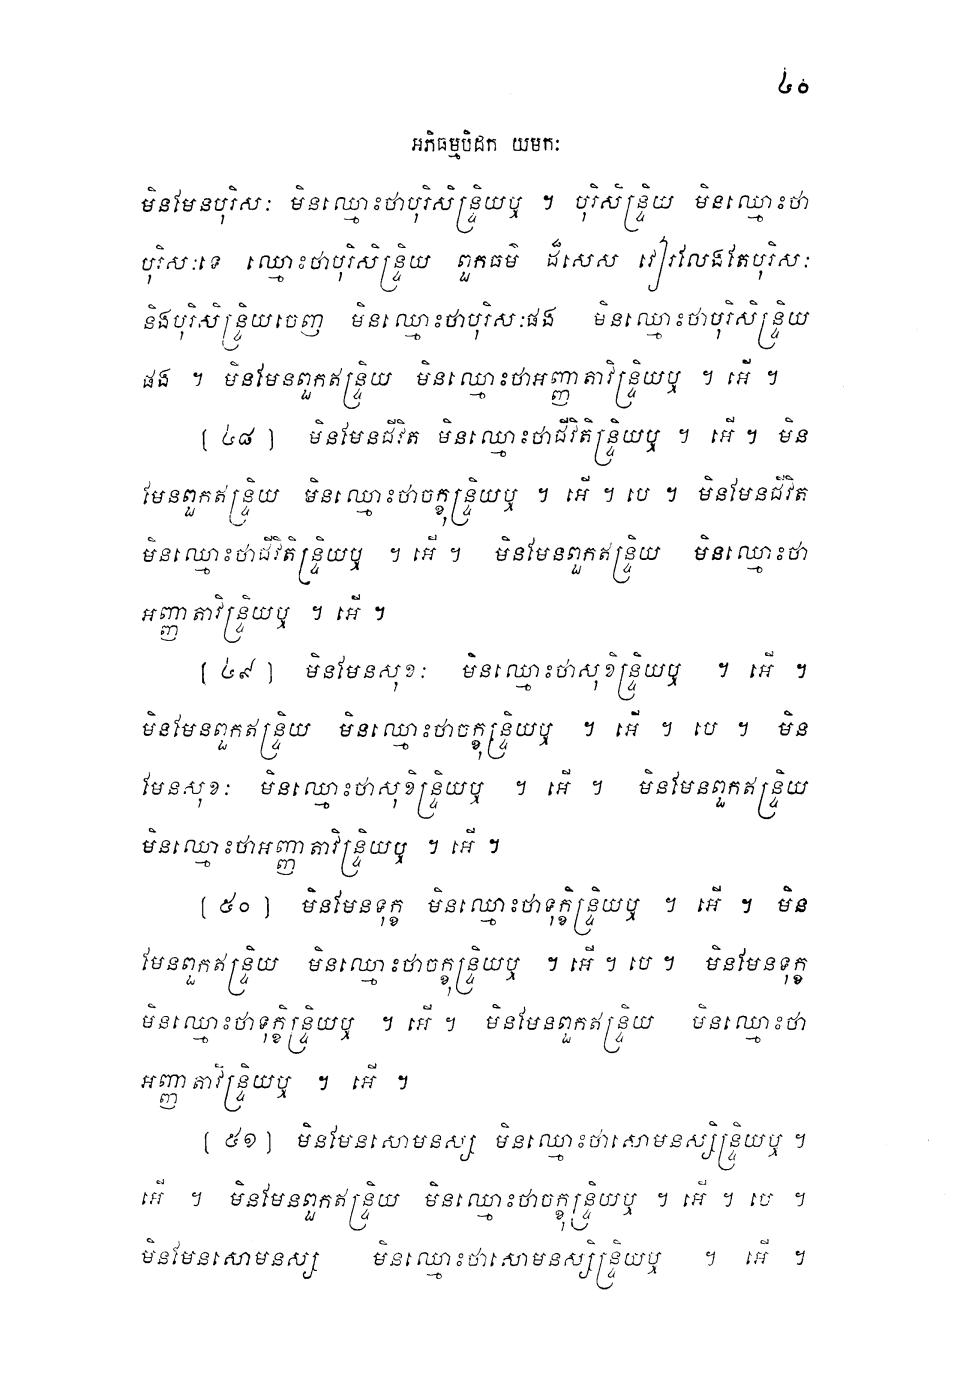 ៤០
អភិធម្មបិដក យមកៈ
មិនមែនបុរិសៈ មិនឈ្មោះថាបុរិសិន្ទ្រិយឬ ។ បុរិសិន្ទ្រិយ មិនឈ្មោះថា
បុរិសៈទេ ឈ្មោះថាបុរិសិន្ទ្រិយ ពួកធម៌ ដ៏សេស វៀរលែងតែបុរិសៈ
និងបុរិសិន្ទ្រិយចេញ មិនឈ្មោះថាបុរិសៈផង មិនឈ្មោះថាបុរិសិន្ទ្រិយ
ផង ។ មិនមែនពួកឥន្ទ្រិយ មិនឈ្មោះថាអញ្ញាតាវិន្ទ្រិយឬ ។ អើ ។
[ ៤៨ ] មិនមែនជីវិត មិនឈ្មោះថាជីវិតិន្ទ្រិយឬ ។ អើ ។ មិន
មែនពួកឥន្ទ្រិយ មិនឈ្មោះថាចក្ខុន្ទ្រិយឬ ។ អើ ។ បេ ។ មិនមែនជីវិត
មិនឈ្មោះថាជីវិតិន្ទ្រិយឬ ។ អើ ។ មិនមែនពួកឥន្ទ្រិយ មិនឈ្មោះថា
អញ្ញាតាវិន្ទ្រិយឬ ។ អើ ។
[ ៤៩ ] មិនមែនសុខៈ មិនឈ្មោះថាសុខិន្ទ្រិយឬ ។ អើ ។
មិនមែនពួកឥន្ទ្រិយ មិនឈ្មោះថាចក្ខុន្ទ្រិយឬ ។ អើ ។ បេ ។ មិន
មែនសុខៈ មិនឈ្មោះថាសុខិន្ទ្រិយឬ ។ អើ ។ មិនមែនពួកឥន្ទ្រិយ
មិនឈ្មោះថាអញ្ញាតាវិន្ទ្រិយឬ ។ អើ ។
[ ៥០ ] មិនមែនទុក្ខ មិនឈ្មោះថាទុក្ខិន្ទ្រិយឬ ។ អើ ។ មិន
មែនពួកឥន្ទ្រិយ មិនឈ្មោះថាចក្ខុន្ទ្រិយឬ ។ អើ ។ បេ ។ មិនមែនទុក្ខ
មិនឈ្មោះថាទុក្ខិន្ទ្រិយឬ ។ អើ ។ មិនមែនពួកឥន្ទ្រិយ មិនឈ្មោះថា
អញ្ញាតាវិន្ទ្រិយឬ ។ អើ ។
[ ៥១ ] មិនមែនសោមនស្ស មិនឈ្មោះថាសោមនស្សិន្ទ្រិយឬ ។
អើ ។ មិនមែនពួកឥន្ទ្រិយ មិនឈ្មោះថាចក្ខុន្ទ្រិយឬ ។ អើ ។ បេ ។
មិនមែនសោមនស្ស មិនឈ្មោះថាសោមនស្សិន្ទ្រិយឬ ។ អើ ។